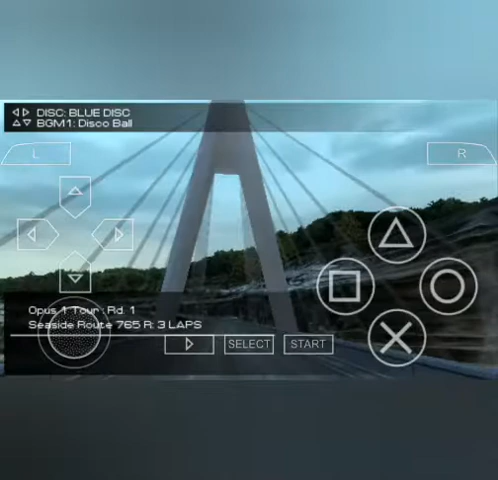 DISC: BLUE DISC
BGM1: Disco Ball
L
R
Opus 1 Tour : Rd. 1
Seaside Route 765 R: 3 LAPS
SELECT
START